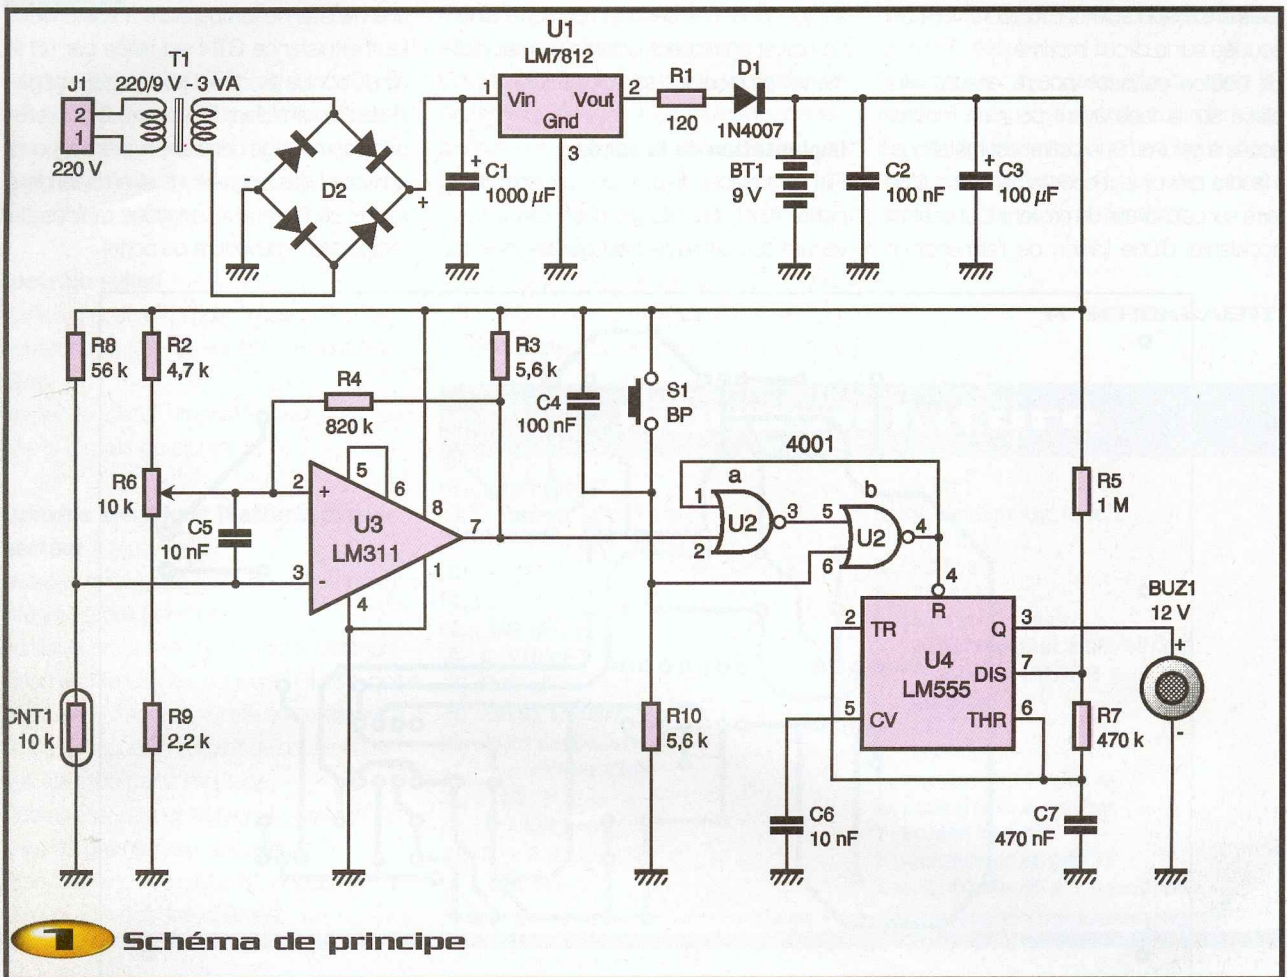 U1
LM7812
T1
J1
220/9 V - 3 VA
2
1
220 V
-
D2
+
+
C1
1000 µF
1
Vin
Vout
Gnd
2
3
R1
120
D1
1N4007
BT1
9 V
C2
100 nF
+
C3
100 µF
R8
56 k
R2
4,7 k
R4
820 k
R3
5,6 k
C4
100 nF
S1
BP
4001
R6
10 k
C5
10 nF
2
+
5
6
U3
LM311
8
7
1
3
-
4
a
1
U2
2
3
b
5
U2
6
4
4
R5
1 M
BUZ1
12 V
+
-
2
TR
R
Q
3
U4
LM555
DIS
7
5
CV
THR
6
R7
470 k
CNT1
10 k
R9
2,2 k
R10
5,6 k
C6
10 nF
C7
470 nF
1
Schéma de principe